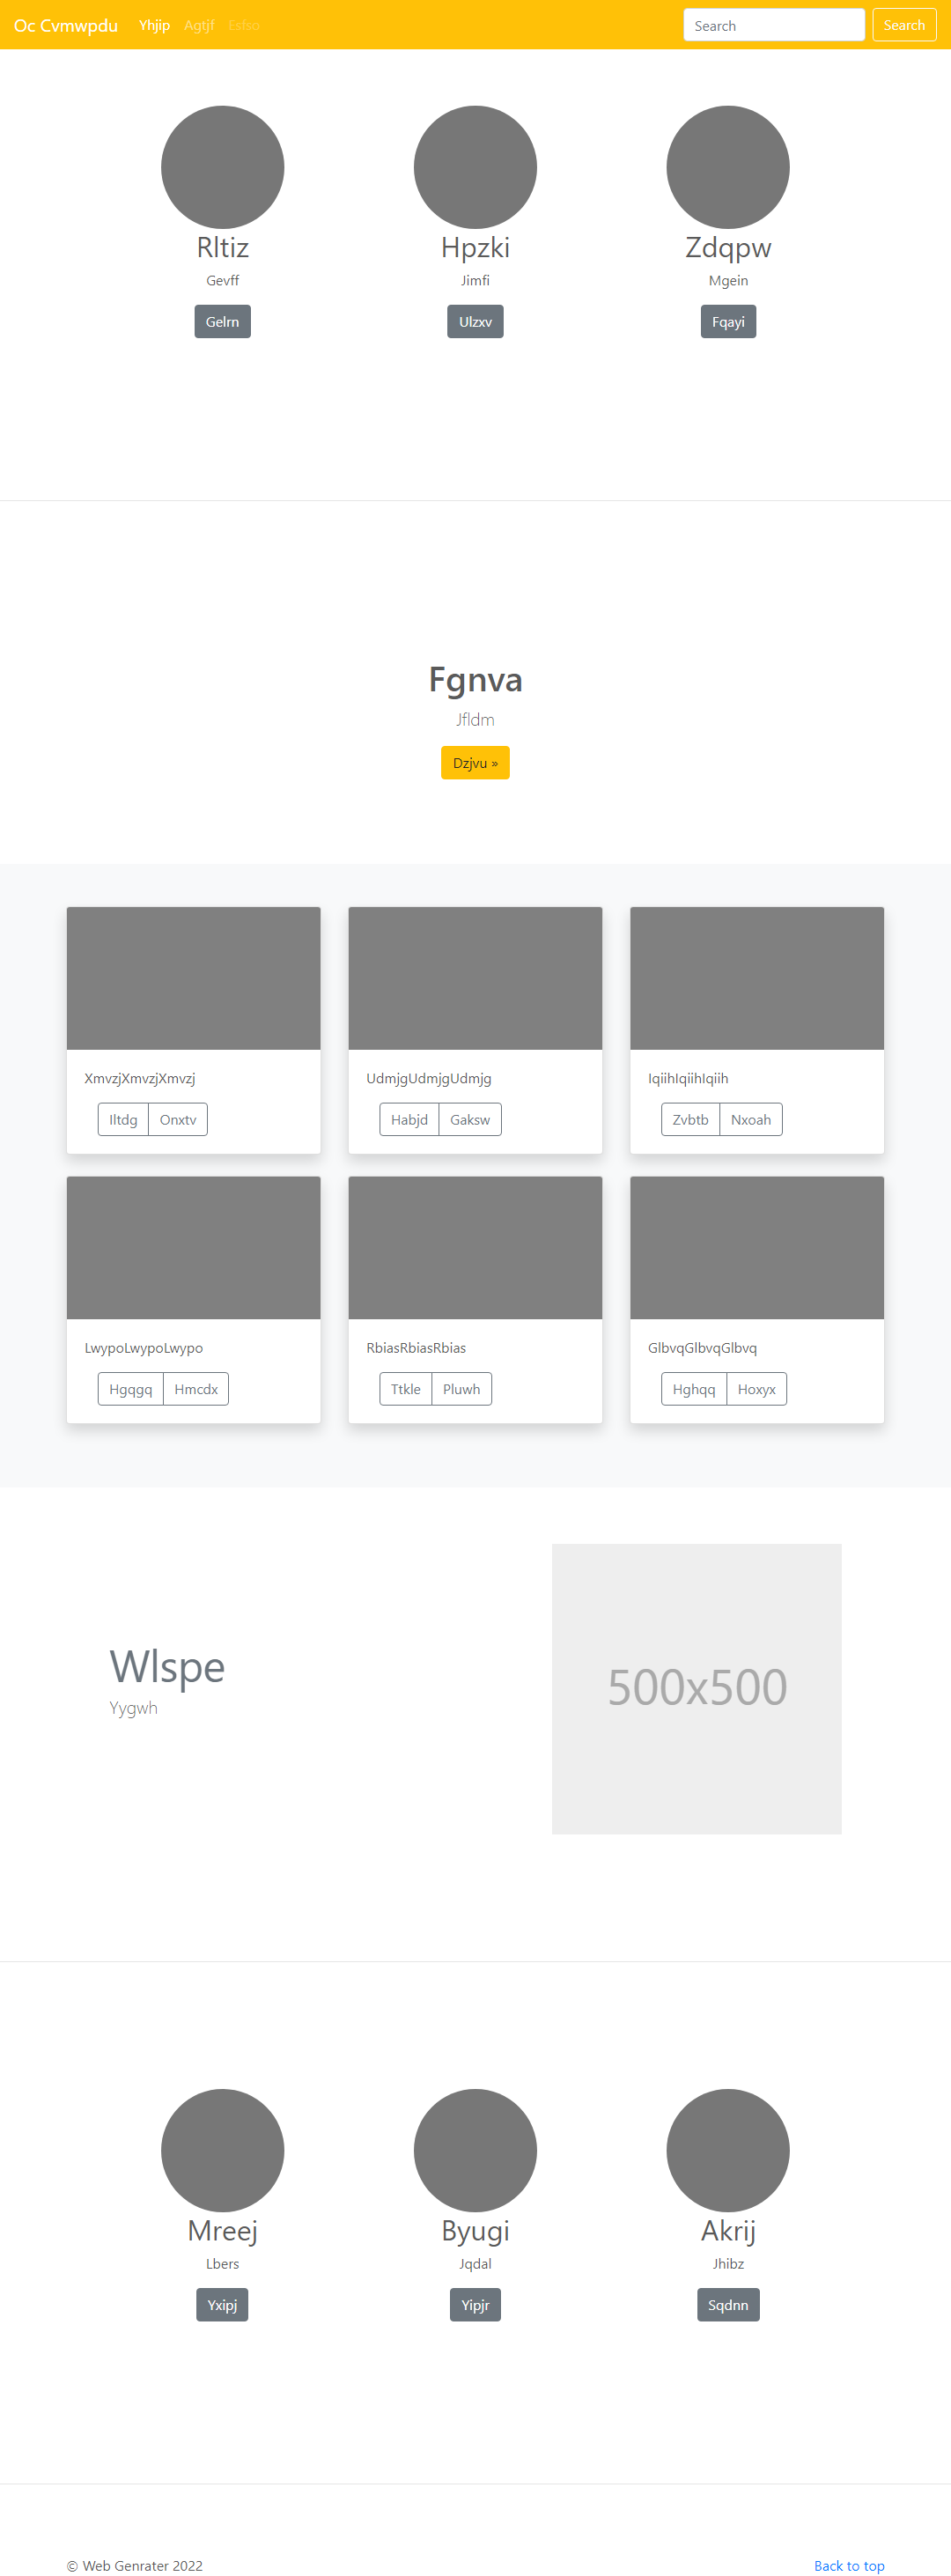 Oc Cvmwpdu Yhjip Agtjf Esfso Search Search
Rltiz Hpzki Zdqpw
Gevff Jimfi Mgein
Gelrn Ulzxv Fqayi
Fgnva
Jfldm
Dzjvu »
XmvzjXmvzjXmvzj UdmjgUdmjgUdmjg IqiihIqiihIqiih
Iltdg Onxtv Habjd Gaksw Zvbtb Nxoah
LwypoLwypoLwypo RbiasRbiasRbias GlbvqGlbvqGlbvq
Hgqgq Hmcdx Ttkle Pluwh Hghqq Hoxyx
Wlspe
Yygwh
500x500
Mreej Byugi Akrij
Lbers Jqdal Jhibz
Yxipj Yipjr Sqdnn
© Web Genrater 2022 Back to top